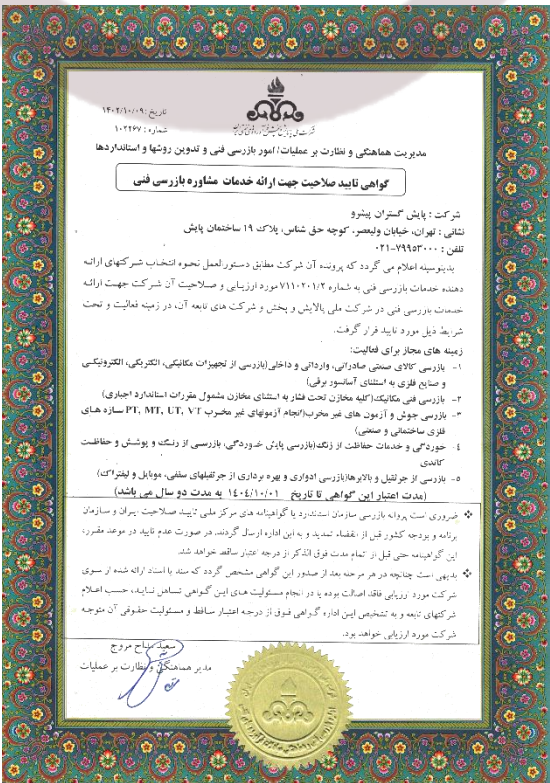 تاریخ : ۱۴۰۲/۱۰/۰۹
شماره : ۱۰۲۲۶۷
مدیریت هماهنگی و نظارت بر عملیات/ امور بازرسی فنی و تدوین روشها و استانداردها
گواهی تایید صلاحیت جهت ارائه خدمات مشاوره بازرسی فنی
شرکت : پایش گستران پیشرو
نشانی : تهران، خیابان ولیعصر، کوچه حق شناس، پلاک ۱۹ ساختمان پایش
تلفن : ۷۹۹۵۳۰۰۰-۰۲۱
بدینوسیله اعلام می گردد که پرونده آن شرکت مطابق دستورالعمل نحوه انتخاب شرکتهای ارائه
دهنده خدمات بازرسی فنی به شماره ۷۱۱۰۲۰۱/۲ مورد ارزیابی و صلاحیت آن شرکت جهت ارائه
خدمات بازرسی فنی در شرکت ملی پالایش و پخش و شرکت های تابعه آن، در زمینه فعالیت و تحت
شرایط ذیل مورد تایید قرار گرفت.
زمینه های مجاز برای فعالیت:
۱- بازرسی کالای صنعتی صادراتی، وارداتی و داخلی(بازرسی از تجهیزات مکانیکی، الکتریکی، الکترونیکی
و صنایع فلزی به استثنای آسانسور برقی)
۲- بازرسی فنی مکانیک(کلیه مخازن تحت فشار به استثنای مخازن مشمول مقررات استاندارد اجباری)
۳- بازرسی جوش و آزمون های غیر مخرب(انجام آزمونهای غیر مخرب PT, MT, UT, VT سازه های
فلزی ساختمانی و صنعتی)
۴- خوردگی و خدمات حفاظت از زنگ(بازرسی پایش خوردگی، بازرسی از رنگ و پوشش و حفاظت
کاتدی
۵- بازرسی از جرثقیل و بالابرها(بازرسی ادواری و بهره برداری از جرثقیلهای سقفی، موبایل و لیفتراک)
(مدت اعتبار این گواهی تا تاریخ ۱۴۰۴/۱۰/۰۱ به مدت دو سال می باشد)
❖ ضروری است پروانه بازرسی سازمان استاندارد یا گواهینامه های مرکز ملی تایید صلاحیت ایران و سازمان
برنامه و بودجه کشور قبل از انقضاء تمدید و به این اداره ارسال گردند. در صورت عدم تایید در موعد مقرر،
این گواهینامه حتی قبل از اتمام مدت فوق الذکر از درجه اعتبار ساقط خواهد شد.
❖ بدیهی است چنانچه در هر مرحله بعد از صدور این گواهی مشخص گردد که سند یا اسناد ارائه شده از سوی
شرکت مورد ارزیابی فاقد اصالت بوده یا در انجام مسئولیت های این گواهی تساهل نماید، حسب اعلام
شرکتهای تابعه و به تشخیص این اداره گواهی فوق از درجه اعتبار ساقط و مسئولیت حقوقی آن متوجه
شرکت مورد ارزیابی خواهد بود.
سعید مداح مروج
مدیر هماهنگی و نظارت بر عملیات